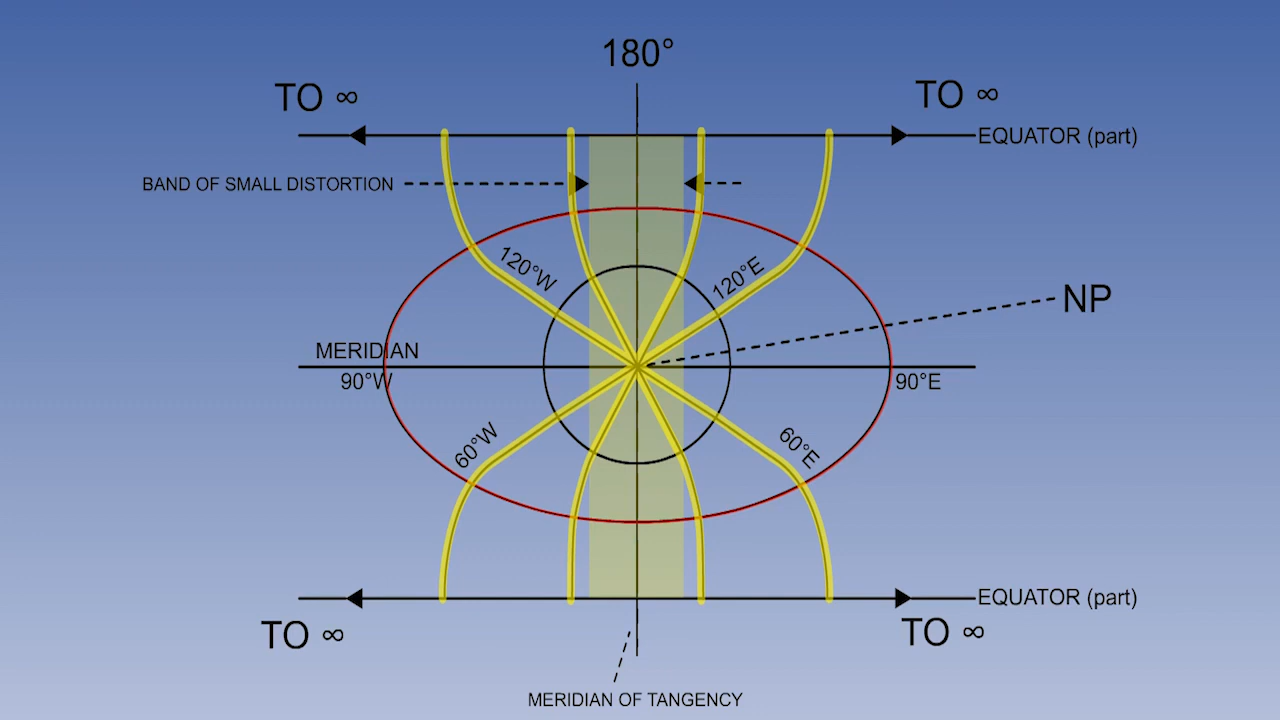 180°
TO ∞
TO ∞
EQUATOR (part)
BAND OF SMALL DISTORTION
120°W
120°E
NP
MERIDIAN
90°W
90°E
60°W
60°E
EQUATOR (part)
TO ∞
TO ∞
MERIDIAN OF TANGENCY